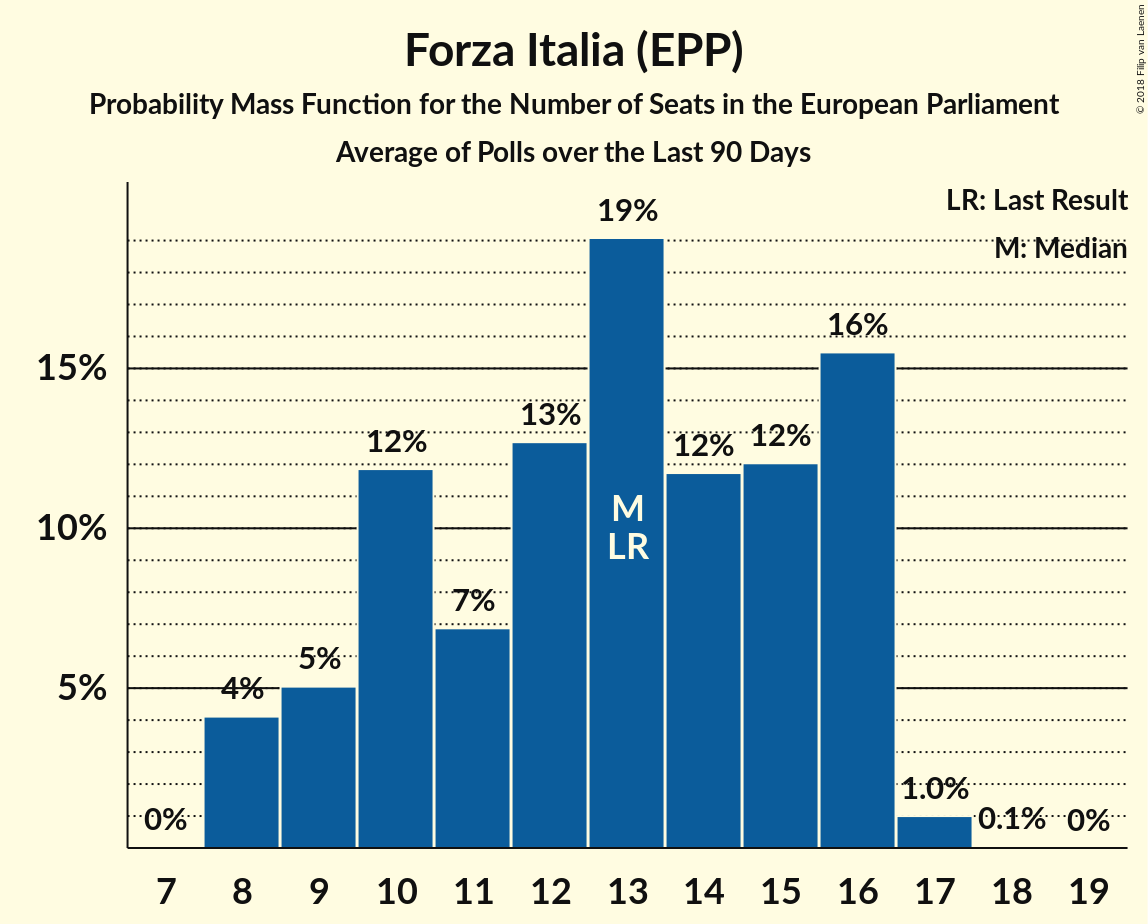 Forza Italia (EPP)
Probability Mass Function for the Number of Seats in the European Parliament
Average of Polls over the Last 90 Days
© 2018 Filip van Laenen
LR: Last Result
M: Median
15%
10%
5%
0%
4%
5%
12%
7%
13%
19%
12%
12%
16%
1.0%
0.1%
0%
M
LR
7 8 9 10 11 12 13 14 15 16 17 18 19